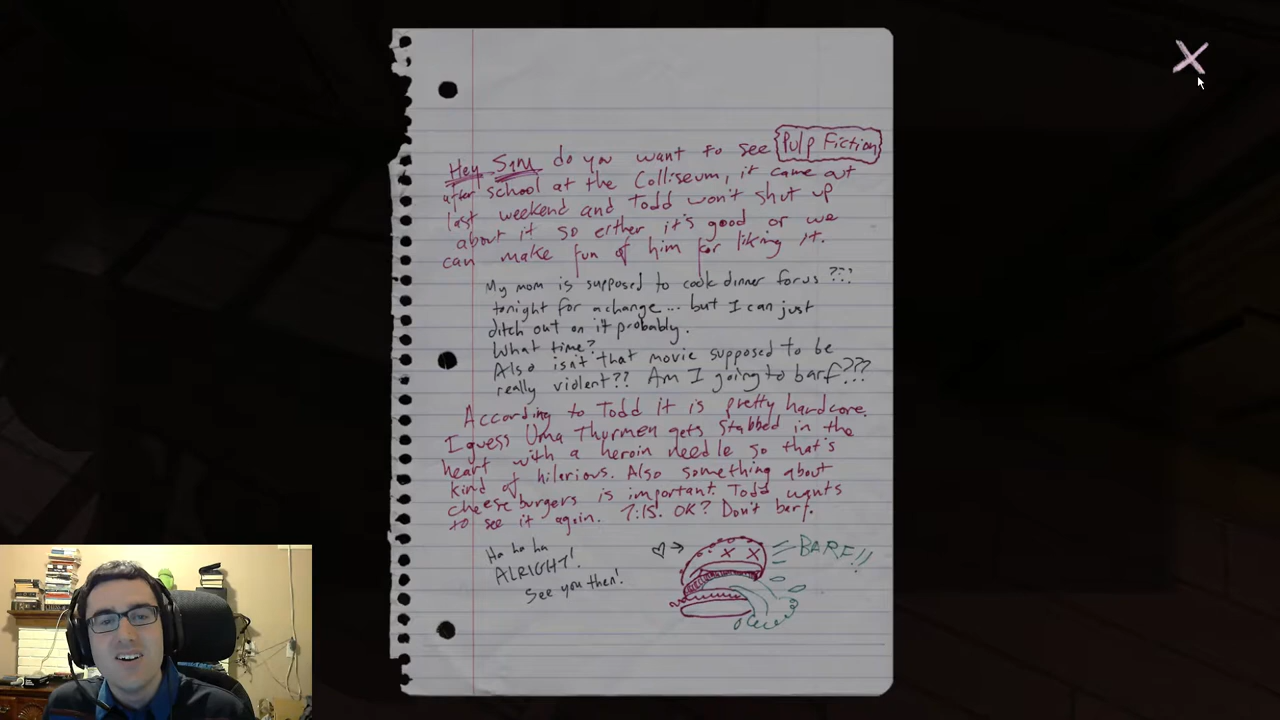 Hey Sam do you want to see Pulp Fiction
after school at the Colliseum, it came out
last weekend and Todd won't shut up
about it so either it's good or we
can make fun of him for liking it.
My mom is supposed to cook dinner for us ???
tonight for a change... but I can just
ditch out on it probably.
What time?
Also isn't that movie supposed to be
really violent?? Am I going to barf???
According to Todd it is pretty hardcore.
I guess Uma Thurmen gets stabbed in the
heart with a heroin needle so that's
kind of hilarious. Also something about
cheeseburgers is important. Todd wants
to see it again. 7:15. OK? Don't barf.
Ha ha ha
ALRIGHT!
See you then!
BARF!!